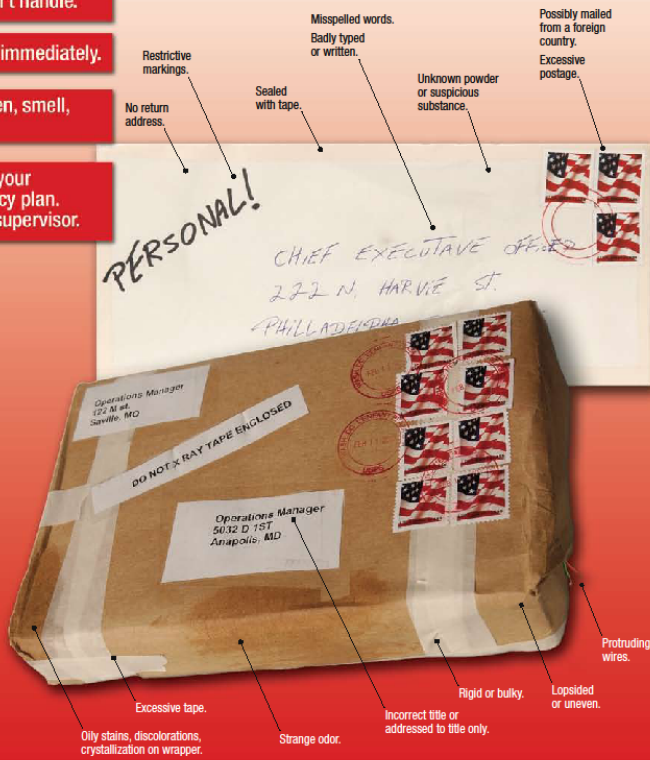 't handle.
immediately.
en, smell,
your
cy plan.
supervisor.
Misspelled words.
Badly typed
or written.
Possibly mailed
from a foreign
country.
Excessive
postage.
Restrictive
markings.
Sealed
with tape.
Unknown powder
or suspicious
substance.
No return
address.
PERSONAL!
CHIEF EXECUTAVE OFFICER
222 N. HARVIE ST.
PHILLADELPHA
Operations Manager
122 M st.
Saville, MO
DO NOT X RAY TAPE ENCLOSED
Operations Manager
5032 D 1ST
Anapolis, MD
Protruding
wires.
Rigid or bulky.
Lopsided
or uneven.
Excessive tape.
Incorrect title or
addressed to title only.
Oily stains, discolorations,
crystallization on wrapper.
Strange odor.